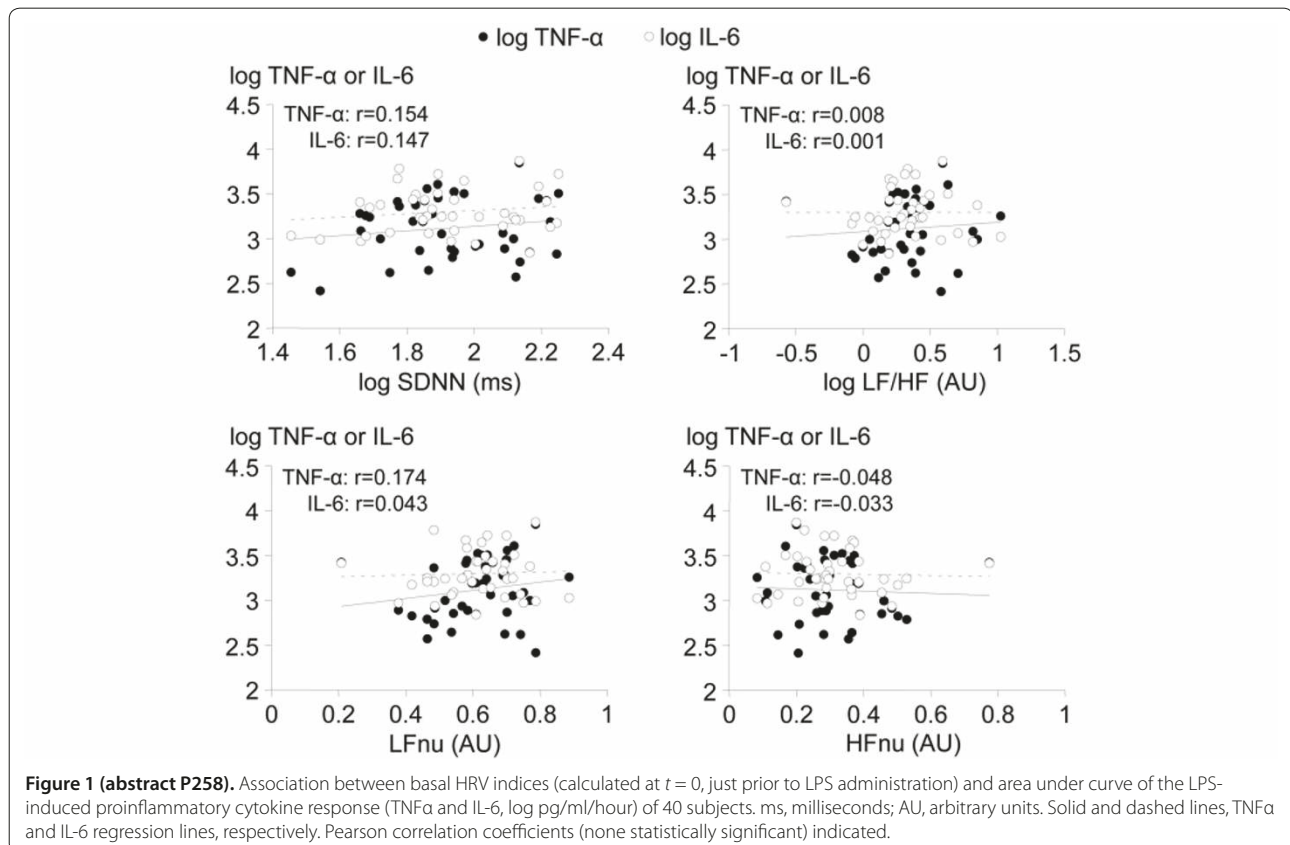 ● log TNF-α ○ log IL-6
log TNF-α or IL-6
TNF-α: r=0.154
IL-6: r=0.147
4.5
4
3.5
3
2.5
2
1.4 1.6 1.8 2 2.2 2.4
log SDNN (ms)
log TNF-α or IL-6
TNF-α: r=0.008
IL-6: r=0.001
4.5
4
3.5
3
2.5
2
-1 -0.5 0 0.5 1 1.5
log LF/HF (AU)
log TNF-α or IL-6
TNF-α: r=0.174
IL-6: r=0.043
4.5
4
3.5
3
2.5
2
0 0.2 0.4 0.6 0.8 1
LFnu (AU)
log TNF-α or IL-6
TNF-α: r=-0.048
IL-6: r=-0.033
4.5
4
3.5
3
2.5
2
0 0.2 0.4 0.6 0.8 1
HFnu (AU)
Figure 1 (abstract P258). Association between basal HRV indices (calculated at t = 0, just prior to LPS administration) and area under curve of the LPS-
induced proinflammatory cytokine response (TNFα and IL-6, log pg/ml/hour) of 40 subjects. ms, milliseconds; AU, arbitrary units. Solid and dashed lines, TNFα
and IL-6 regression lines, respectively. Pearson correlation coefficients (none statistically significant) indicated.